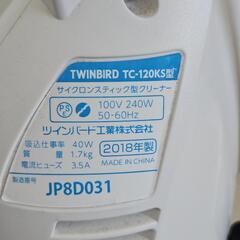 TWINBIRD TC-120KS型
サイクロンスティック型クリーナー
PS E 100V 240W
50-60Hz
ツインバード工業株式会社
吸込仕事率 40W
質量 1.7kg 2018年製
電流ヒューズ 3.5A MADE IN CHINA
製造番号 JP8D031